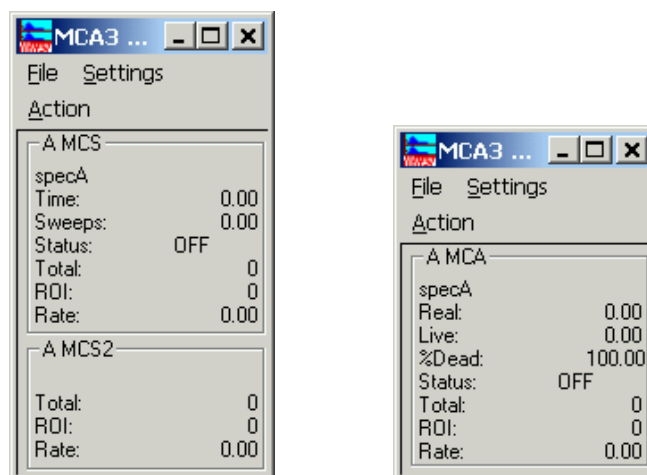 MCA3 ...
File Settings
Action
A MCS
specA
Time: 0.00
Sweeps: 0.00
Status: OFF
Total: 0
ROI: 0
Rate: 0.00
A MCS2
Total: 0
ROI: 0
Rate: 0.00
MCA3 ...
File Settings
Action
A MCA
specA
Real: 0.00
Live: 0.00
%Dead: 100.00
Status: OFF
Total: 0
ROI: 0
Rate: 0.00